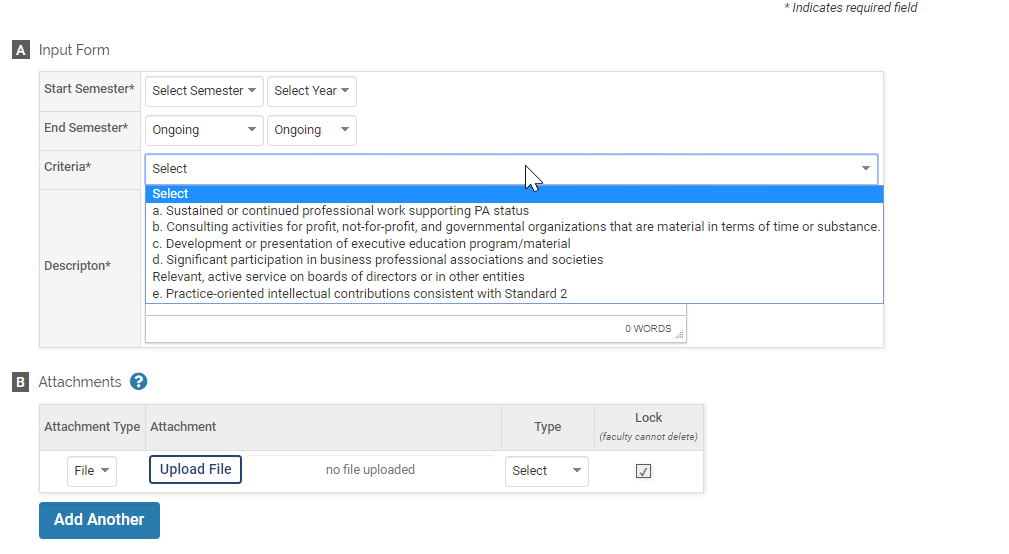 * Indicates required field
A Input Form
Start Semester* Select Semester Select Year
End Semester* Ongoing Ongoing
Criteria* Select
Select
a. Sustained or continued professional work supporting PA status
b. Consulting activities for profit, not-for-profit, and governmental organizations that are material in terms of time or substance.
c. Development or presentation of executive education program/material
Descripton* d. Significant participation in business professional associations and societies
Relevant, active service on boards of directors or in other entities
e. Practice-oriented intellectual contributions consistent with Standard 2
0 WORDS
B Attachments ?
Attachment Type Attachment Type Lock
(faculty cannot delete)
File Upload File no file uploaded Select
Add Another